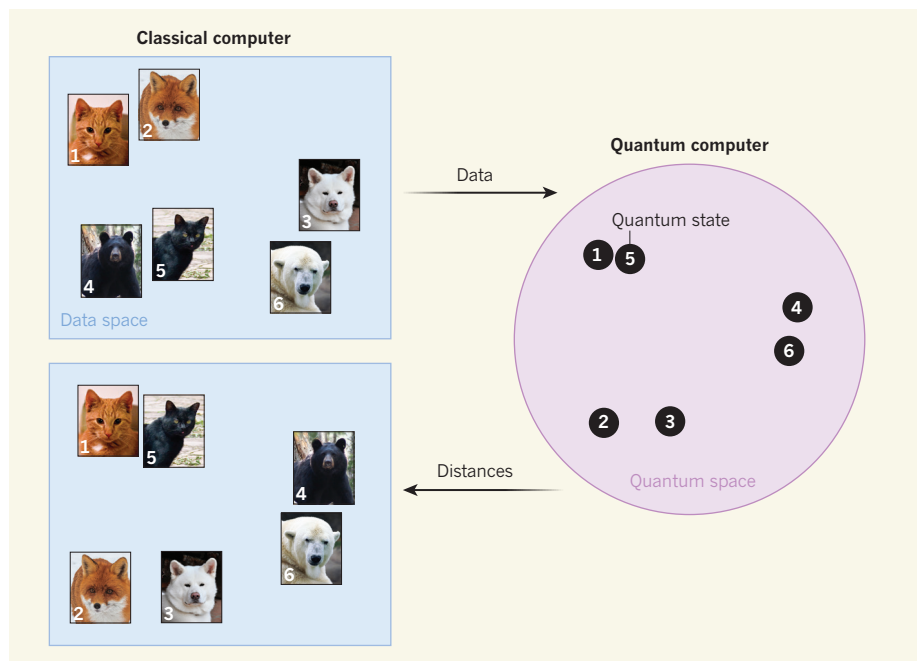 Classical computer
1
2
3
4
5
6
Data space
Data
Quantum computer
Quantum state
1
5
4
6
2
3
Quantum space
Distances
1
5
4
6
2
3